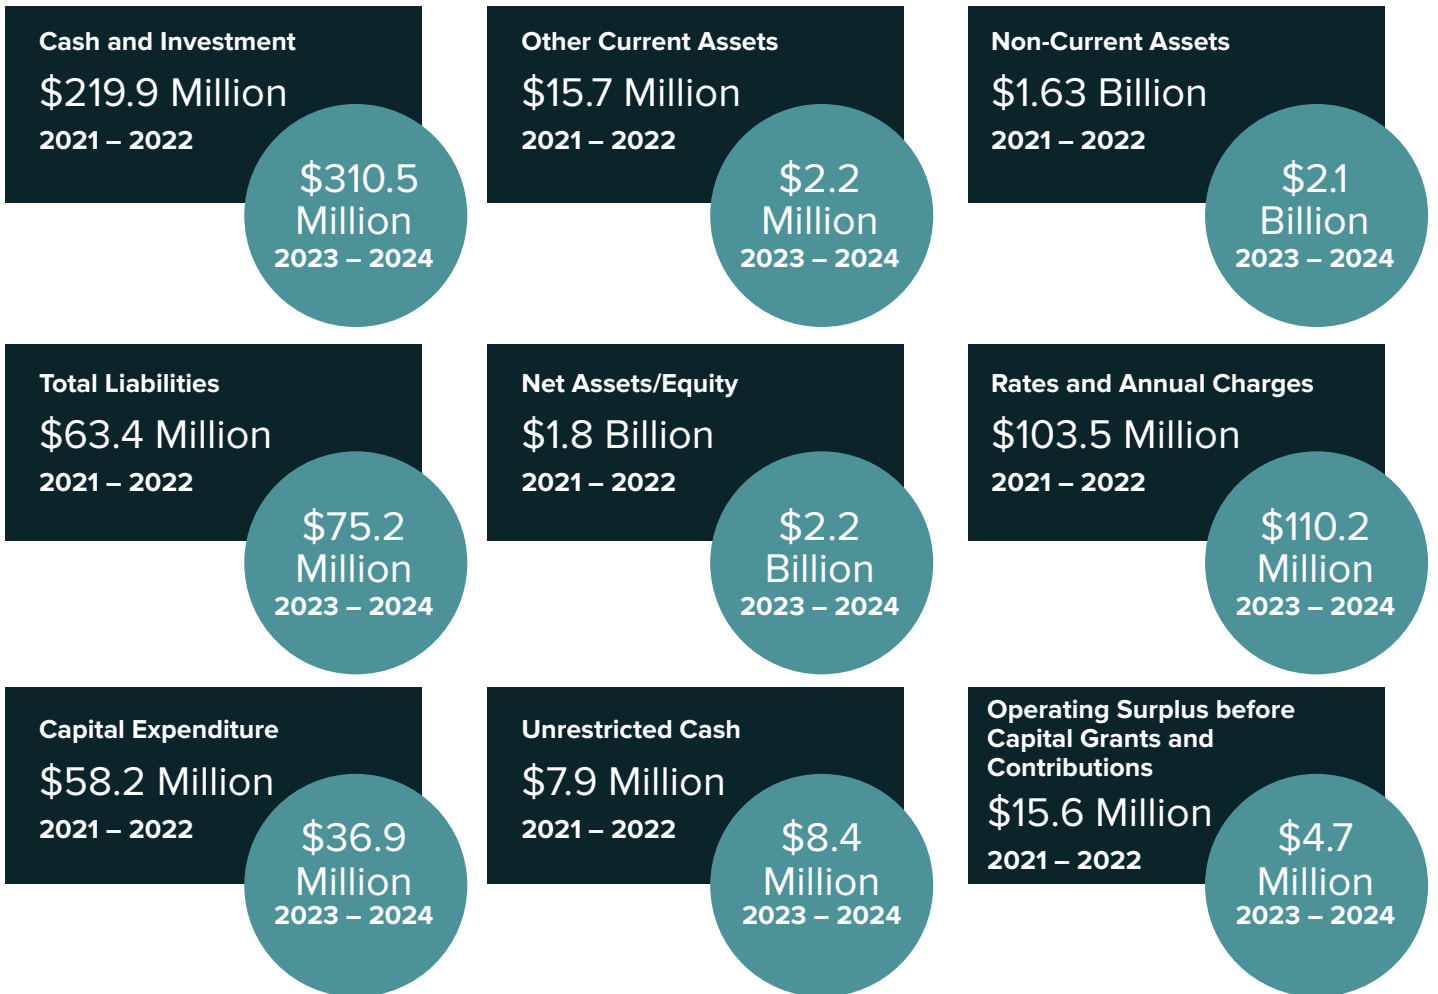 Cash and Investment
$219.9 Million
2021 – 2022
$310.5
Million
2023 – 2024
Other Current Assets
$15.7 Million
2021 – 2022
$2.2
Million
2023 – 2024
Non-Current Assets
$1.63 Billion
2021 – 2022
$2.1
Billion
2023 – 2024
Total Liabilities
$63.4 Million
2021 – 2022
$75.2
Million
2023 – 2024
Net Assets/Equity
$1.8 Billion
2021 – 2022
$2.2
Billion
2023 – 2024
Rates and Annual Charges
$103.5 Million
2021 – 2022
$110.2
Million
2023 – 2024
Capital Expenditure
$58.2 Million
2021 – 2022
$36.9
Million
2023 – 2024
Unrestricted Cash
$7.9 Million
2021 – 2022
$8.4
Million
2023 – 2024
Operating Surplus before
Capital Grants and
Contributions
$15.6 Million
2021 – 2022
$4.7
Million
2023 – 2024